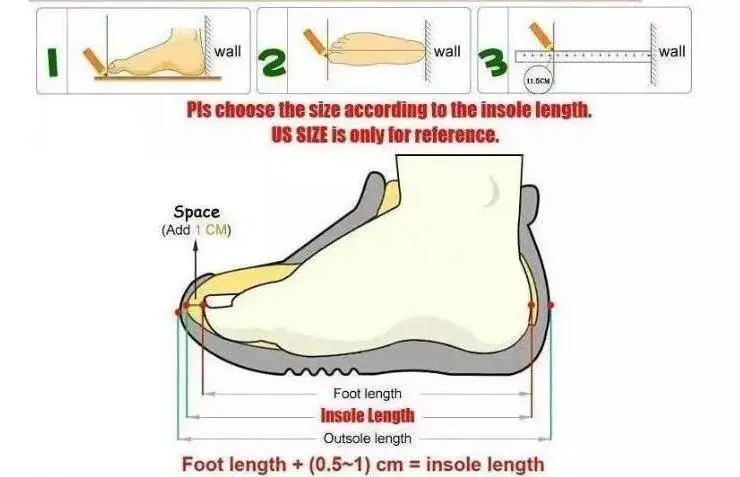 1
wall
2
wall
3
wall
11.5CM
Pls choose the size according to the insole length.
US SIZE is only for reference.
Space
(Add 1 CM)
Foot length
Insole Length
Outsole length
Foot length + (0.5~1) cm = insole length